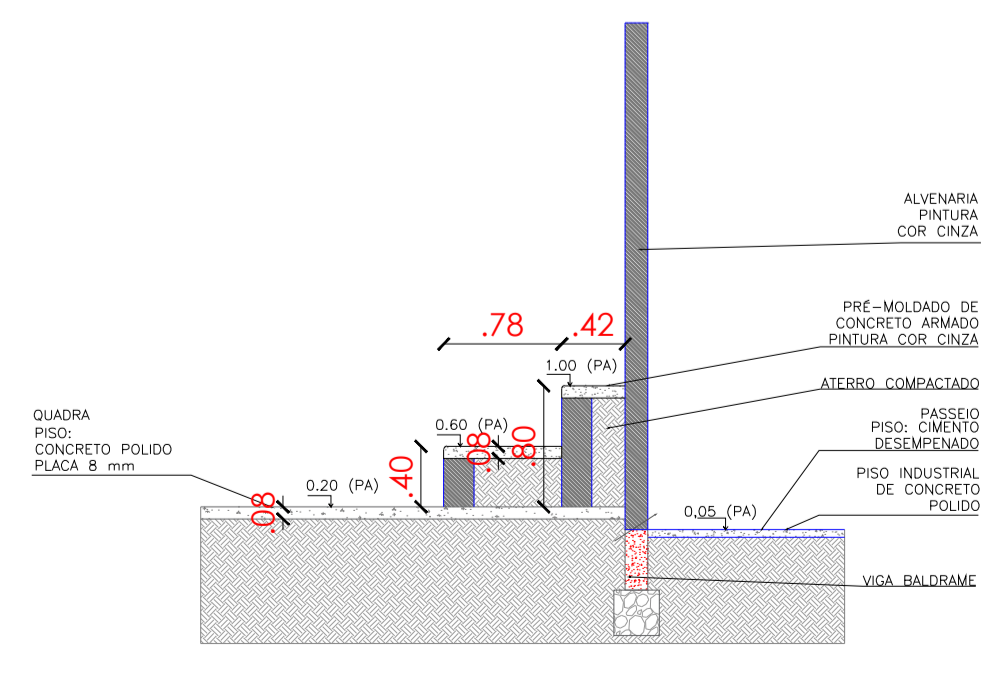 ALVENARIA
PINTURA
COR CINZA
PRÉ-MOLDADO DE
CONCRETO ARMADO
PINTURA COR CINZA
.78
.42
1.00 (PA)
ATERRO COMPACTADO
QUADRA
PISO:
CONCRETO POLIDO
PLACA 8 mm
0.60 (PA)
.08
.80
.40
PASSEIO
PISO: CIMENTO
DESEMPENADO
PISO INDUSTRIAL
DE CONCRETO
POLIDO
0.20 (PA)
.08
0,05 (PA)
VIGA BALDRAME